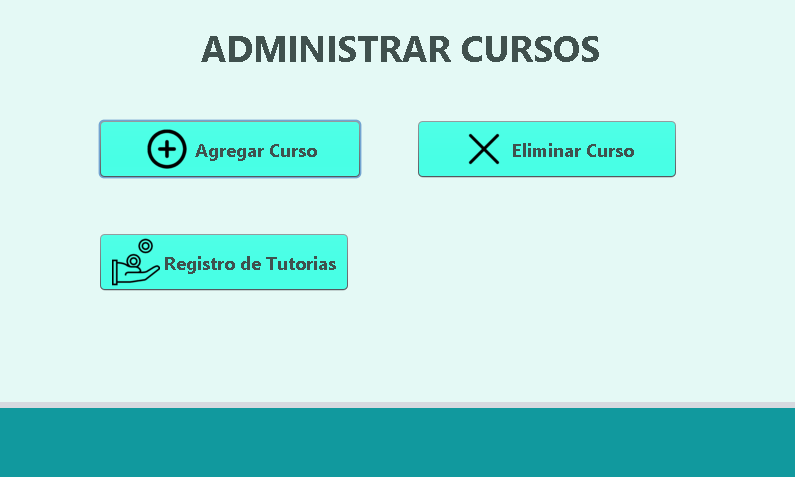 ADMINISTRAR CURSOS
Agregar Curso
Eliminar Curso
Registro de Tutorias